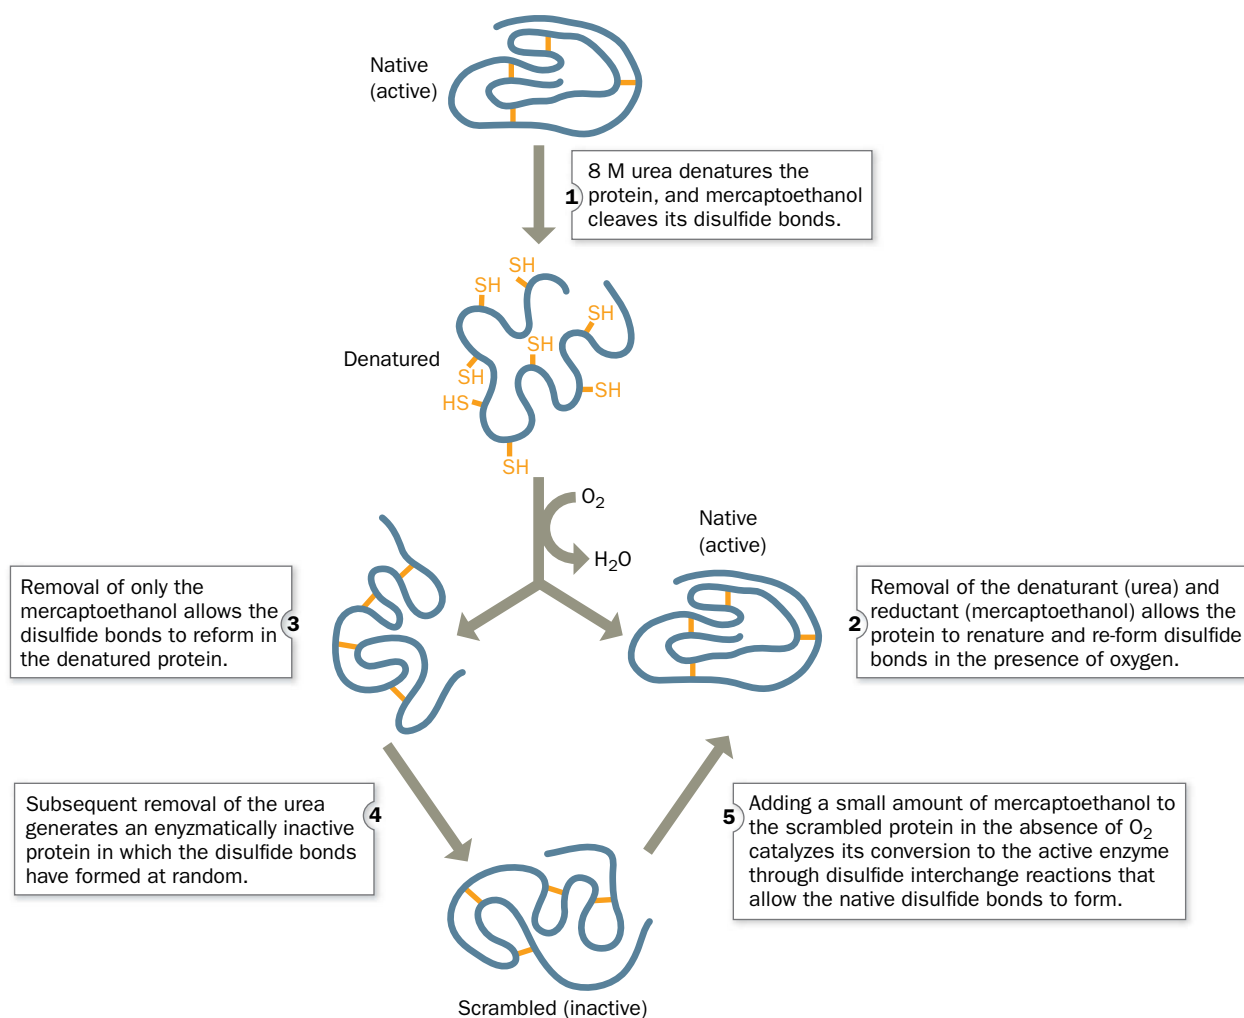 Native
(active)
1
8 M urea denatures the
protein, and mercaptoethanol
cleaves its disulfide bonds.
SH
SH
SH
SH
SH
HS
SH
SH
Denatured
O2
H2O
Native
(active)
Removal of only the
mercaptoethanol allows the
disulfide bonds to reform in
the denatured protein.
3
2
Removal of the denaturant (urea) and
reductant (mercaptoethanol) allows the
protein to renature and re-form disulfide
bonds in the presence of oxygen.
Subsequent removal of the urea
generates an enyzmatically inactive
protein in which the disulfide bonds
have formed at random.
4
5
Adding a small amount of mercaptoethanol to
the scrambled protein in the absence of O2
catalyzes its conversion to the active enzyme
through disulfide interchange reactions that
allow the native disulfide bonds to form.
Scrambled (inactive)